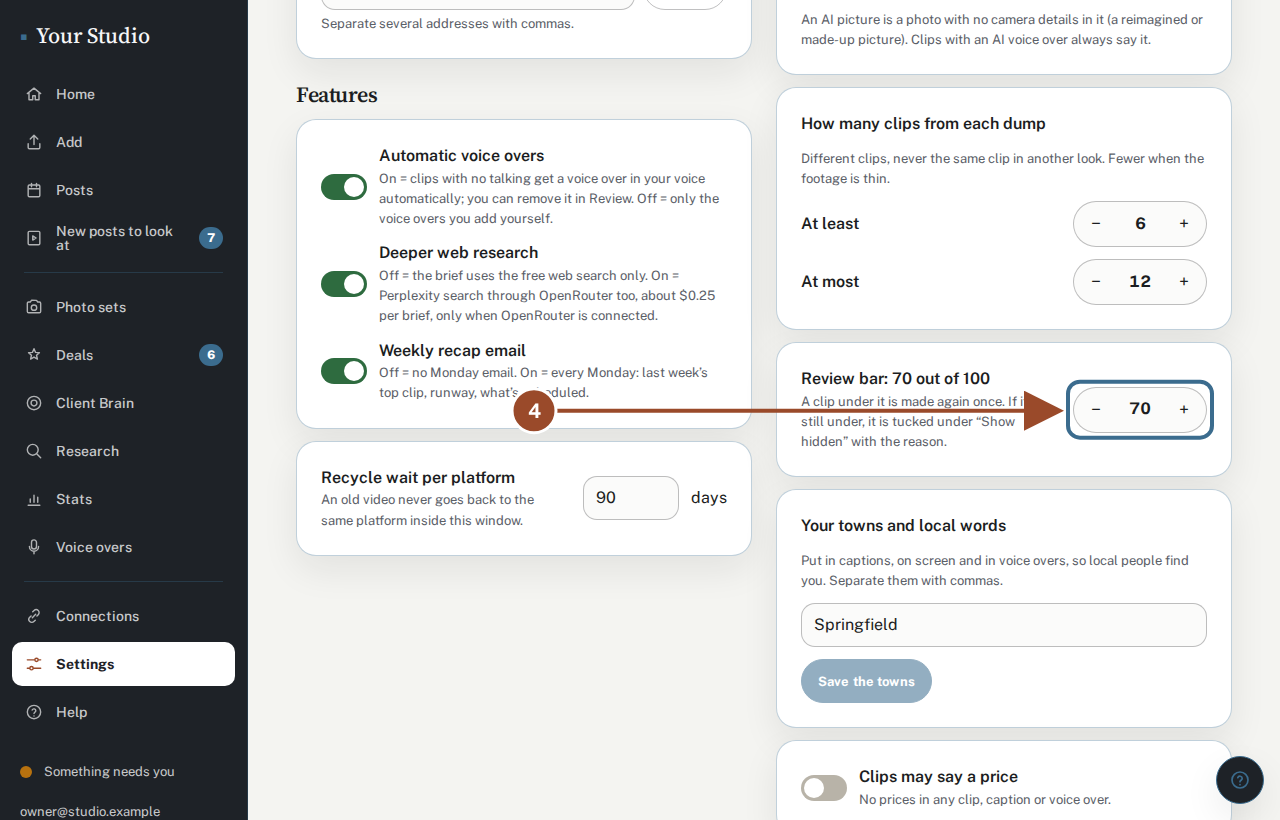 Your Studio
Home
Add
Posts
New posts to look
at
7
Photo sets
Deals
6
Client Brain
Research
Stats
Voice overs
Connections
Settings
Help
Something needs you
owner@studio.example
Separate several addresses with commas.
Features
Automatic voice overs
On = clips with no talking get a voice over in your voice
automatically; you can remove it in Review. Off = only the
voice overs you add yourself.
Deeper web research
Off = the brief uses the free web search only. On =
Perplexity search through OpenRouter too, about $0.25
per brief, only when OpenRouter is connected.
Weekly recap email
Off = no Monday email. On = every Monday: last week's
top clip, runway, what's
4
Recycle wait per platform
An old video never goes back to the
same platform inside this window.
90
days
An AI picture is a photo with no camera details in it (a reimagined or
made-up picture). Clips with an AI voice over always say it.
How many clips from each dump
Different clips, never the same clip in another look. Fewer when the
footage is thin.
At least
− 6 +
At most
− 12 +
Review bar: 70 out of 100
A clip under it is made again once. If
still under, it is tucked under “Show
hidden” with the reason.
− 70 +
Your towns and local words
Put in captions, on screen and in voice overs, so local people find
you. Separate them with commas.
Springfield
Save the towns
Clips may say a price
No prices in any clip, caption or voice over.